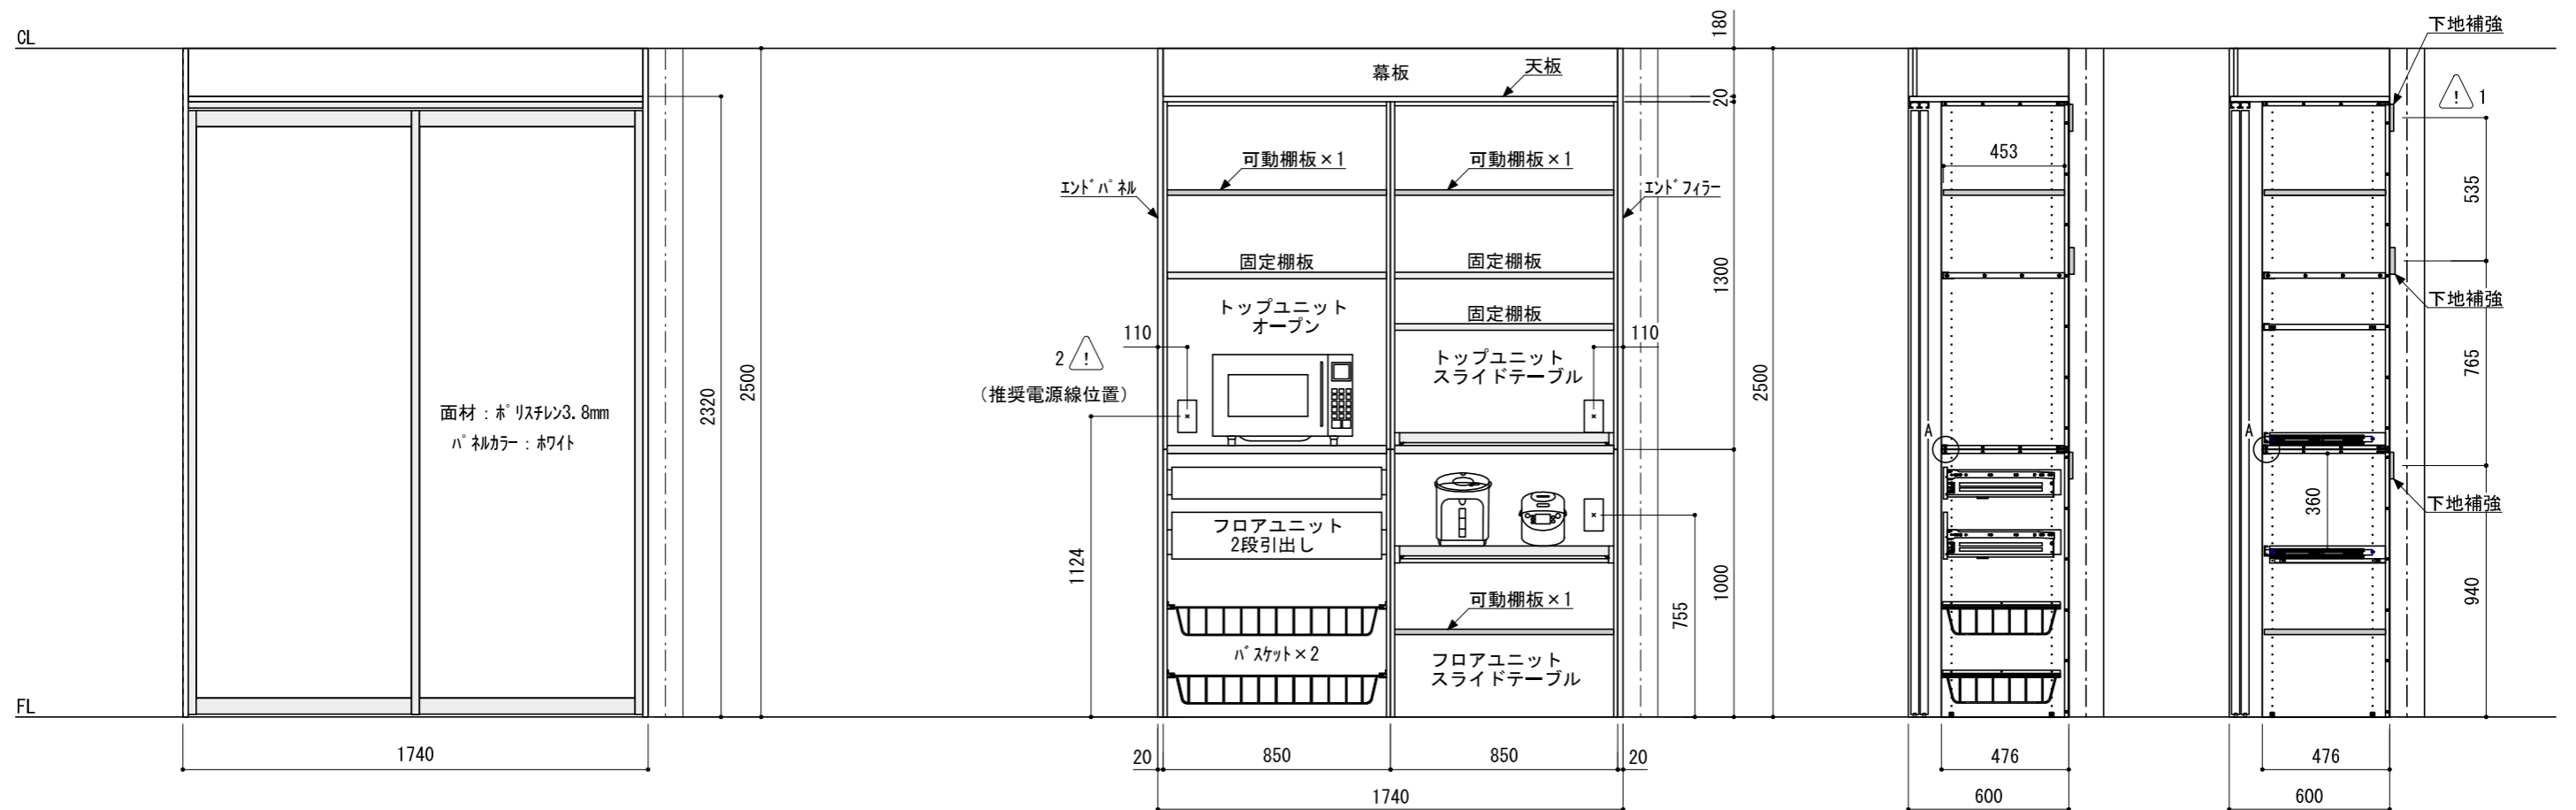 CL
面材：ﾎﾟﾘｽﾁﾚﾝ3.8mm
ﾊﾟﾈﾙｶﾗｰ：ﾎﾜｲﾄ
2320
2500
FL
1740
幕板
天板
可動棚板×1
可動棚板×1
ｴﾝﾄﾞﾊﾟﾈﾙ
ｴﾝﾄﾞﾌｨﾗｰ
固定棚板
固定棚板
トップユニット
オープン
固定棚板
110
110
2 !
（推奨電源線位置）
トップユニット
スライドテーブル
フロアユニット
2段引出し
1124
可動棚板×1
ﾊﾞｽｹｯﾄ×2
フロアユニット
スライドテーブル
755
180
20
1300
1000
2500
20
850
850
20
1740
453
A
476
600
下地補強
! 1
535
下地補強
765
A
360
下地補強
940
476
600